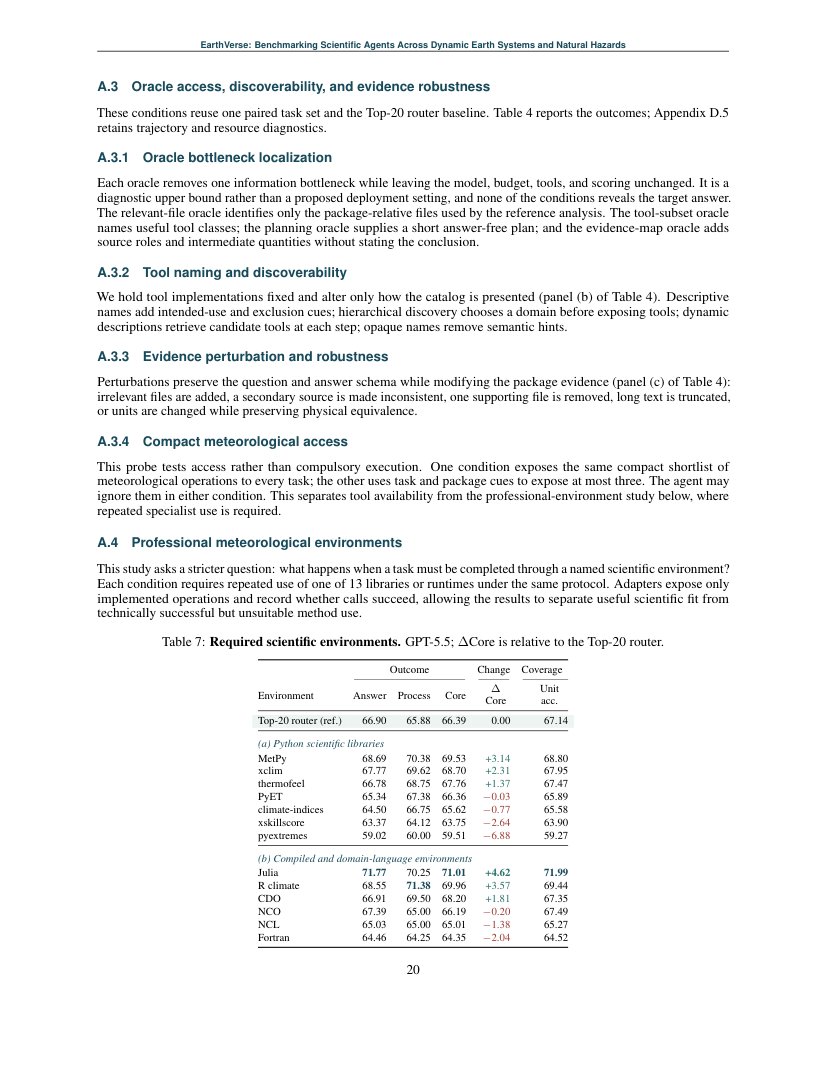 EarthVerse: Benchmarking Scientific Agents Across Dynamic Earth Systems and Natural Hazards
A.3 Oracle access, discoverability, and evidence robustness
These conditions reuse one paired task set and the Top-20 router baseline. Table 4 reports the outcomes; Appendix D.5
retains trajectory and resource diagnostics.
A.3.1 Oracle bottleneck localization
Each oracle removes one information bottleneck while leaving the model, budget, tools, and scoring unchanged. It is a
diagnostic upper bound rather than a proposed deployment setting, and none of the conditions reveals the target answer.
The relevant-file oracle identifies only the package-relative files used by the reference analysis. The tool-subset oracle
names useful tool classes; the planning oracle supplies a short answer-free plan; and the evidence-map oracle adds
source roles and intermediate quantities without stating the conclusion.
A.3.2 Tool naming and discoverability
We hold tool implementations fixed and alter only how the catalog is presented (panel (b) of Table 4). Descriptive
names add intended-use and exclusion cues; hierarchical discovery chooses a domain before exposing tools; dynamic
descriptions retrieve candidate tools at each step; opaque names remove semantic hints.
A.3.3 Evidence perturbation and robustness
Perturbations preserve the question and answer schema while modifying the package evidence (panel (c) of Table 4):
irrelevant files are added, a secondary source is made inconsistent, one supporting file is removed, long text is truncated,
or units are changed while preserving physical equivalence.
A.3.4 Compact meteorological access
This probe tests access rather than compulsory execution. One condition exposes the same compact shortlist of
meteorological operations to every task; the other uses task and package cues to expose at most three. The agent may
ignore them in either condition. This separates tool availability from the professional-environment study below, where
repeated specialist use is required.
A.4 Professional meteorological environments
This study asks a stricter question: what happens when a task must be completed through a named scientific environment?
Each condition requires repeated use of one of 13 libraries or runtimes under the same protocol. Adapters expose only
implemented operations and record whether calls succeed, allowing the results to separate useful scientific fit from
technically successful but unsuitable method use.
Table 7: Required scientific environments. GPT-5.5; ΔCore is relative to the Top-20 router.
Outcome Change Coverage
Environment Answer Process Core Δ Core Unit acc.
Top-20 router (ref.) 66.90 65.88 66.39 0.00 67.14
(a) Python scientific libraries
MetPy 68.69 70.38 69.53 +3.14 68.80
xclim 67.77 69.62 68.70 +2.31 67.95
thermofeel 66.78 68.75 67.76 +1.37 67.47
PyET 65.34 67.38 66.36 −0.03 65.89
climate-indices 64.50 66.75 65.62 −0.77 65.58
xskillscore 63.37 64.12 63.75 −2.64 63.90
pyextremes 59.02 60.00 59.51 −6.88 59.27
(b) Compiled and domain-language environments
Julia 71.77 70.25 71.01 +4.62 71.99
R climate 68.55 71.38 69.96 +3.57 69.44
CDO 66.91 69.50 68.20 +1.81 67.35
NCO 67.39 65.00 66.19 −0.20 67.49
NCL 65.03 65.00 65.01 −1.38 65.27
Fortran 64.46 64.25 64.35 −2.04 64.52
20